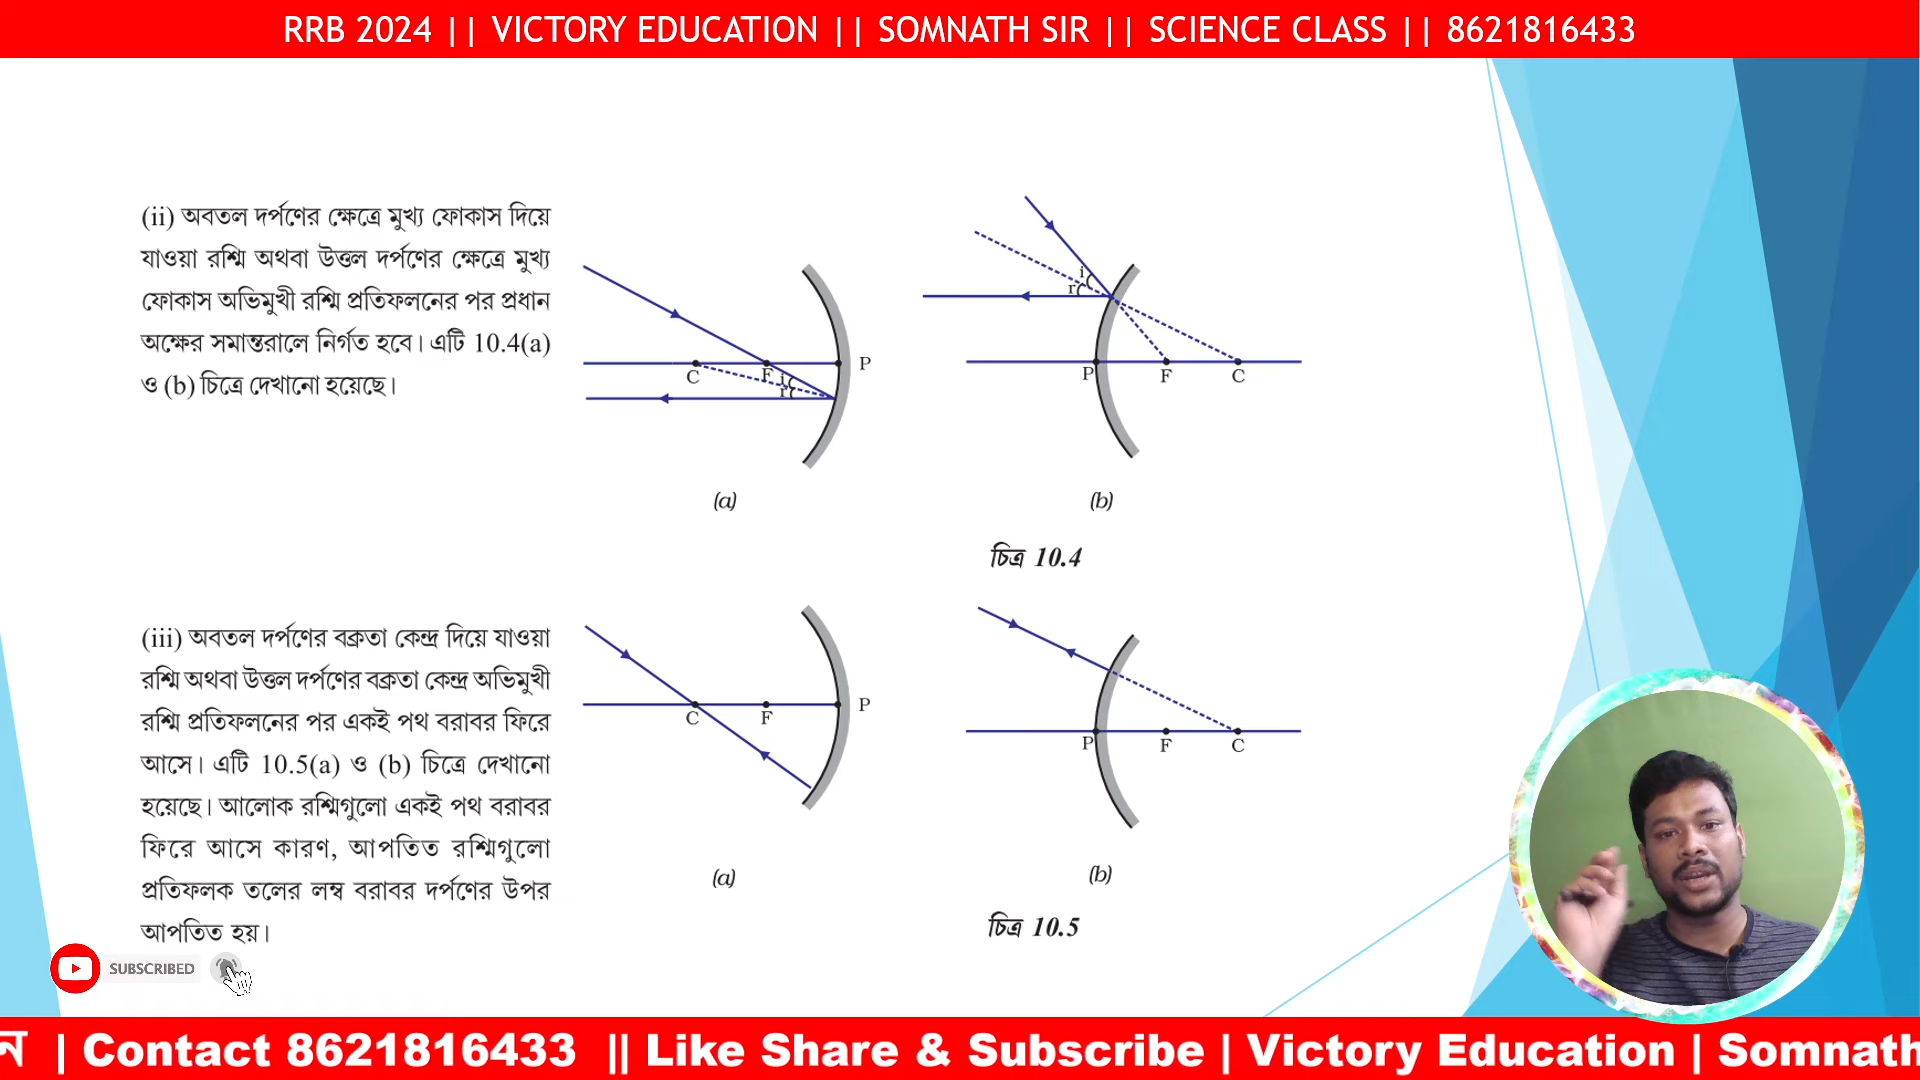 RRB 2024 || VICTORY EDUCATION || SOMNATH SIR || SCIENCE CLASS || 8621816433
(ii) অবতল দর্পণের ক্ষেত্রে মুখ্য ফোকাস দিয়ে
যাওয়া রশ্মি অথবা উত্তল দর্পণের ক্ষেত্রে মুখ্য
ফোকাস অভিমুখী রশ্মি প্রতিফলনের পর প্রধান
অক্ষের সমান্তরালে নির্গত হবে। এটি 10.4(a)
ও (b) চিত্রে দেখানো হয়েছে।
C F P
i
r
(a)
i
r
P F C
(b)
চিত্র 10.4
(iii) অবতল দর্পণের বক্রতা কেন্দ্র দিয়ে যাওয়া
রশ্মি অথবা উত্তল দর্পণের বক্রতা কেন্দ্র অভিমুখী
রশ্মি প্রতিফলনের পর একই পথ বরাবর ফিরে
আসে। এটি 10.5(a) ও (b) চিত্রে দেখানো
হয়েছে। আলোক রশ্মিগুলো একই পথ বরাবর
ফিরে আসে কারণ, আপতিত রশ্মিগুলো
প্রতিফলক তলের লম্ব বরাবর দর্পণের উপর
আপতিত হয়।
C F P
(a)
P F C
(b)
চিত্র 10.5
SUBSCRIBED
ন | Contact 8621816433 || Like Share & Subscribe | Victory Education | Somnath